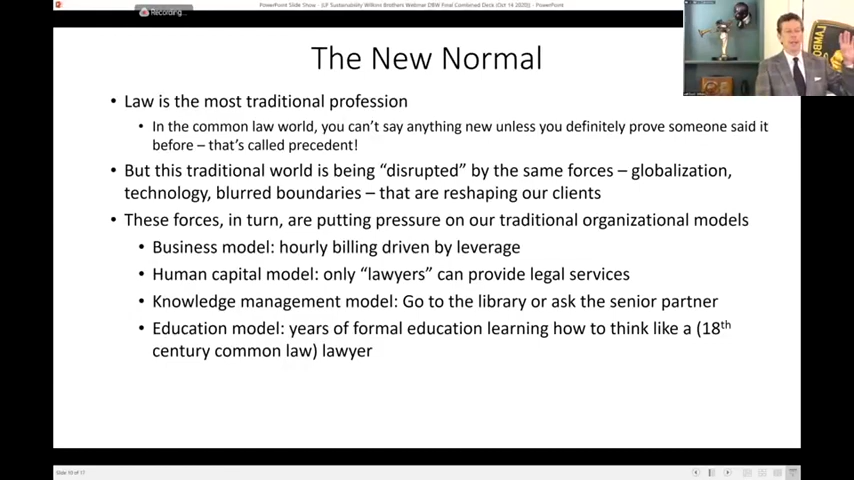 PowerPoint Slide Show - [LP Sustainability Wilkins Brothers Webinar DBW Final Combined Deck (Oct 14 2020)] - PowerPoint
Recording...
The New Normal
• Law is the most traditional profession
• In the common law world, you can't say anything new unless you definitely prove someone said it
before – that's called precedent!
• But this traditional world is being "disrupted" by the same forces – globalization,
technology, blurred boundaries – that are reshaping our clients
• These forces, in turn, are putting pressure on our traditional organizational models
• Business model: hourly billing driven by leverage
• Human capital model: only "lawyers" can provide legal services
• Knowledge management model: Go to the library or ask the senior partner
• Education model: years of formal education learning how to think like a (18th
century common law) lawyer
Slide 10 of 17